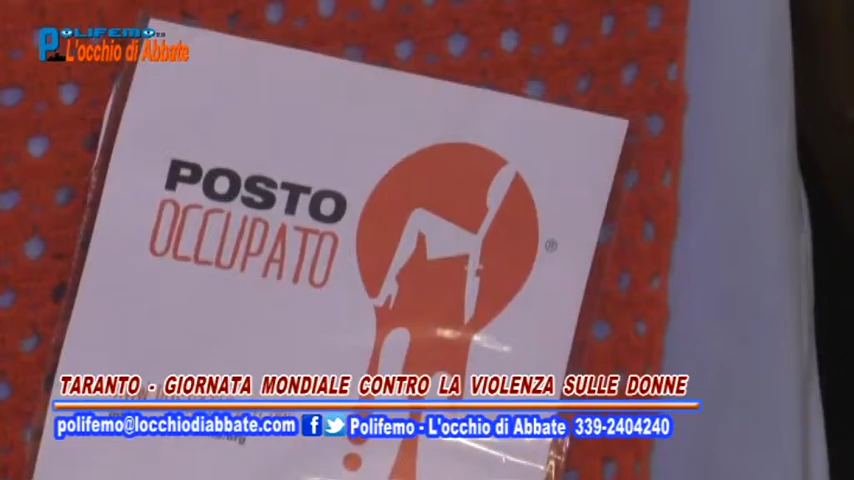 POLIFEMO TV
L'occhio di Abbate
POSTO
OCCUPATO
®
TARANTO - GIORNATA MONDIALE CONTRO LA VIOLENZA SULLE DONNE
polifemo@locchiodiabbate.com Polifemo - L'occhio di Abbate 339-2404240